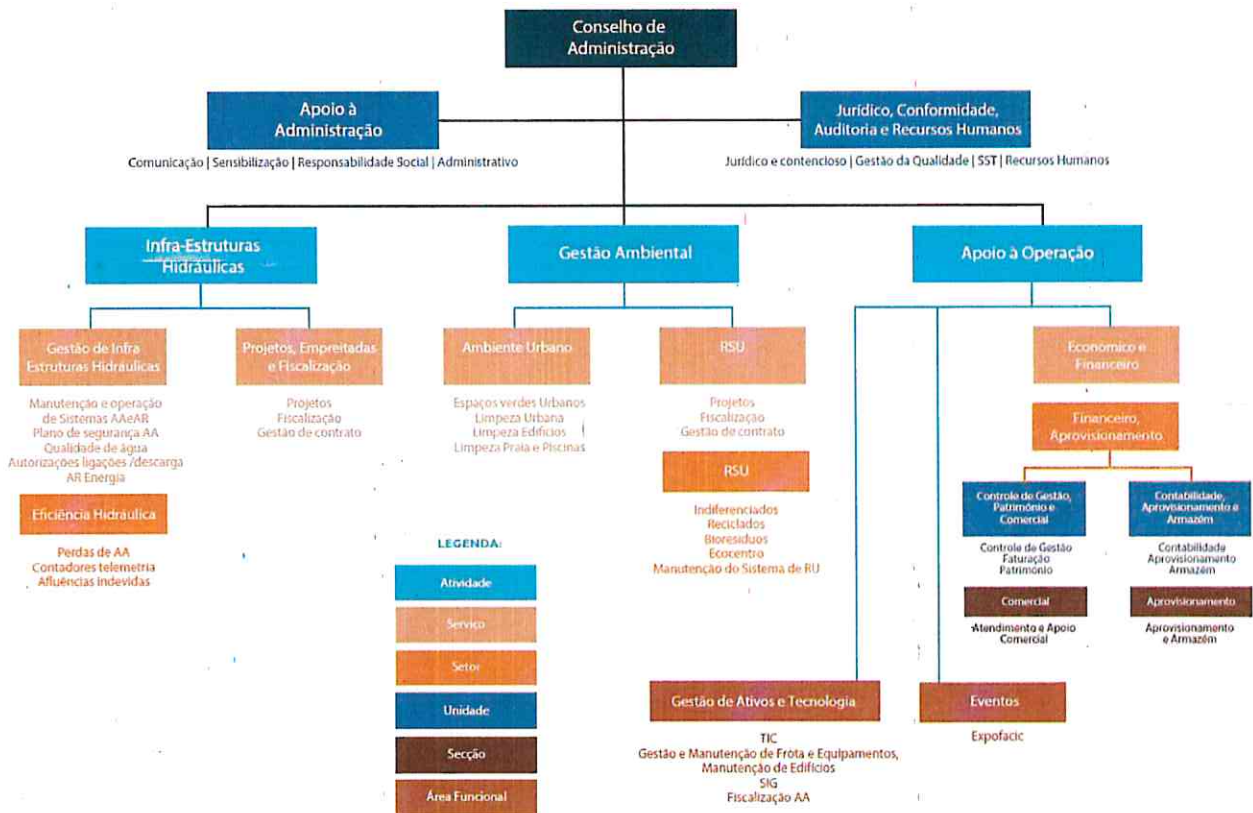 Conselho de
Administração
Apoio à
Administração
Comunicação | Sensibilização | Responsabilidade Social | Administrativo
Jurídico, Conformidade,
Auditoria e Recursos Humanos
Jurídico e contencioso | Gestão da Qualidade | SST | Recursos Humanos
Infra-Estruturas
Hidráulicas
Gestão Ambiental
Apoio à Operação
Gestão de Infra
Estruturas Hidráulicas
Manutenção e operação
de Sistemas AAeAR
Plano de segurança AA
Qualidade de água
Autorizações ligações /descarga
AR Energia
Eficiência Hidráulica
Perdas de AA
Contadores telemetria
Afluências indevidas
Projetos, Empreitadas
e Fiscalização
Projetos
Fiscalização
Gestão de contrato
Ambiente Urbano
Espaços verdes Urbanos
Limpeza Urbana
Limpeza Edifícios
Limpeza Praia e Piscinas
RSU
Projetos
Fiscalização
Gestão de contrato
RSU
Indiferenciados
Reciclados
Bioresíduos
Ecocentro
Manutenção do Sistema de RU
Económico e
Financeiro
Financeiro,
Aprovisionamento
Controle de Gestão,
Património e
Comercial
Controle de Gestão
Faturação
Património
Comercial
Atendimento e Apoio
Comercial
Contabilidade,
Aprovisionamento e
Armazém
Contabilidade
Aprovisionamento
Armazém
Aprovisionamento
Aprovisionamento
e Armazém
Gestão de Ativos e Tecnologia
TIC
Gestão e Manutenção de Frota e Equipamentos,
Manutenção de Edifícios
SIG
Fiscalização AA
Eventos
Expofacic
LEGENDA:
Atividade
Serviço
Setor
Unidade
Secção
Área Funcional